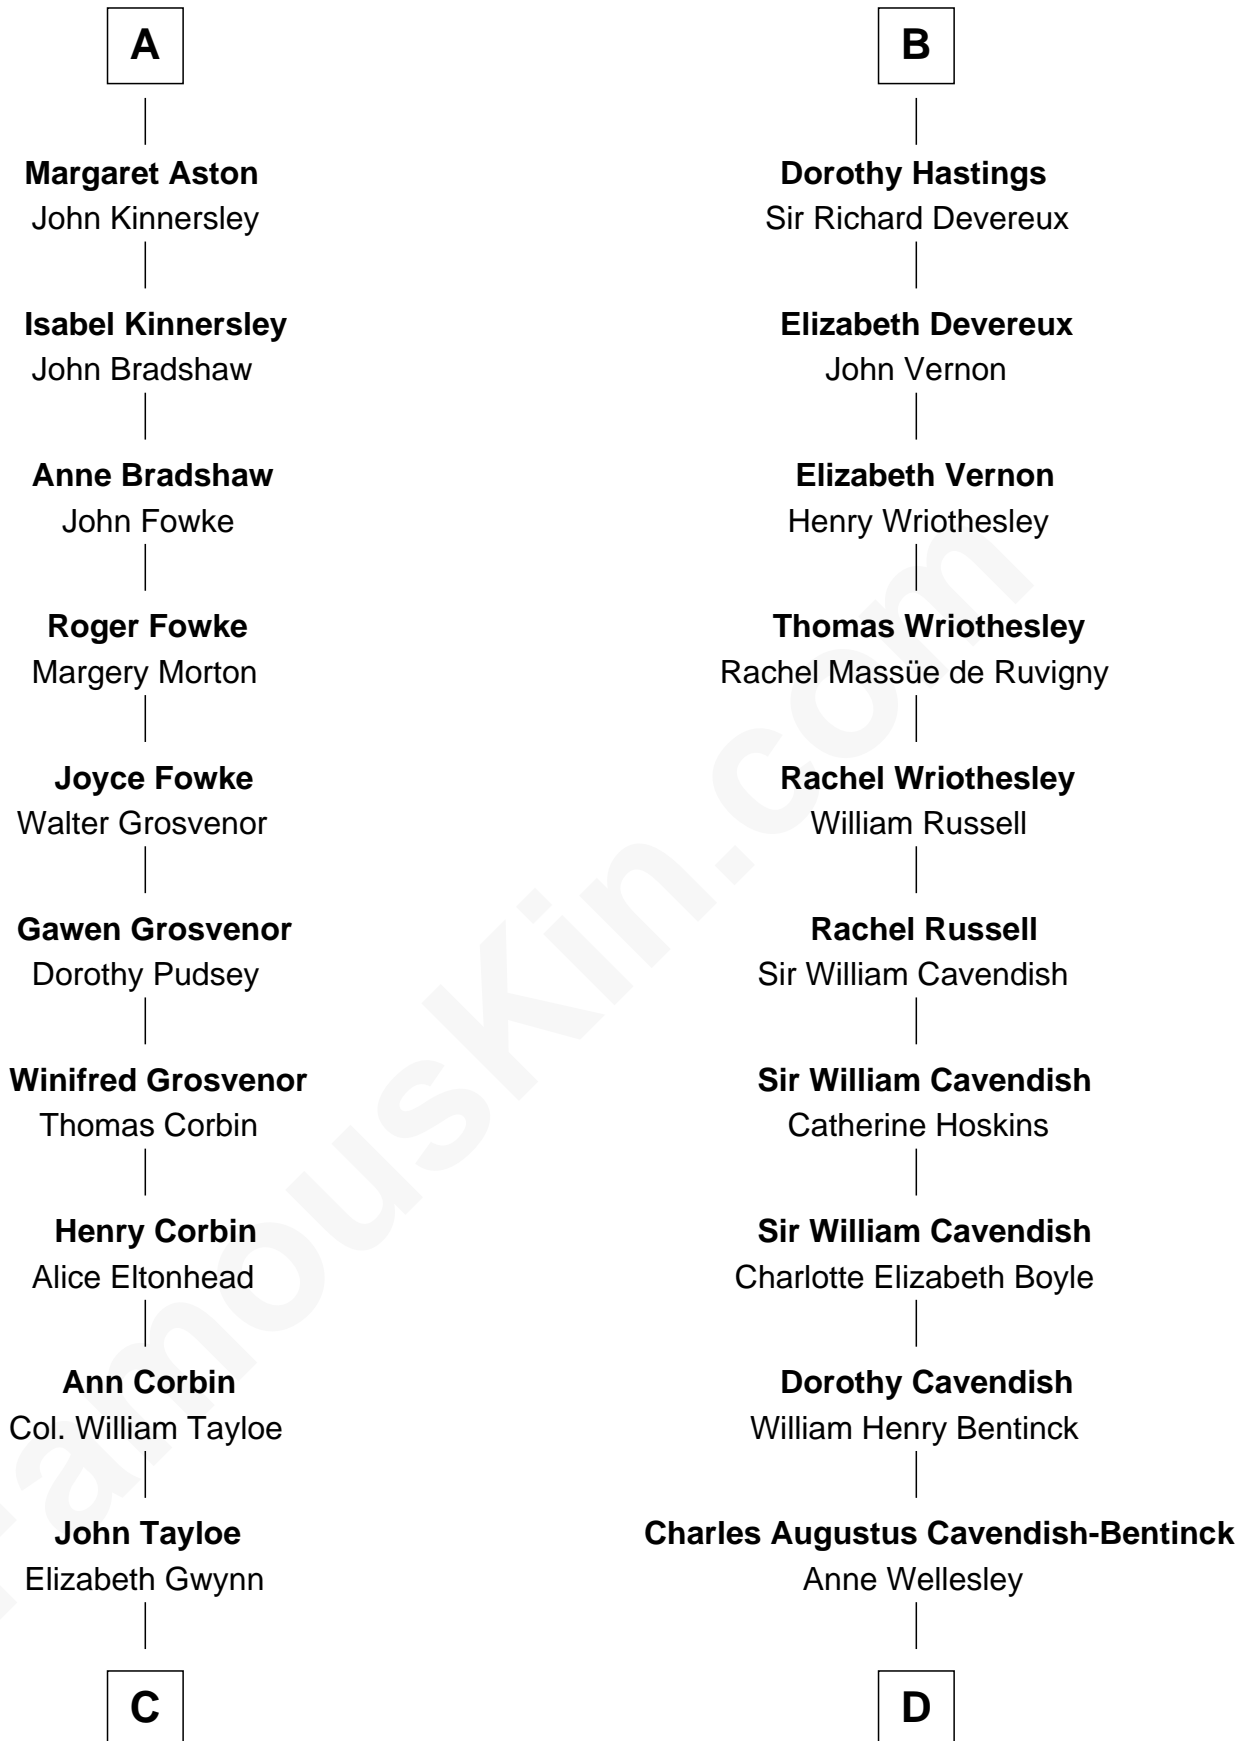 A
Margaret Aston
John Kinnersley
Isabel Kinnersley
John Bradshaw
Anne Bradshaw
John Fowke
Roger Fowke
Margery Morton
Joyce Fowke
Walter Grosvenor
Gawen Grosvenor
Dorothy Pudsey
Winifred Grosvenor
Thomas Corbin
Henry Corbin
Alice Eltonhead
Ann Corbin
Col. William Tayloe
John Tayloe
Elizabeth Gwynn
C
B
Dorothy Hastings
Sir Richard Devereux
Elizabeth Devereux
John Vernon
Elizabeth Vernon
Henry Wriothesley
Thomas Wriothesley
Rachel Massüe de Ruvigny
Rachel Wriothesley
William Russell
Rachel Russell
Sir William Cavendish
Sir William Cavendish
Catherine Hoskins
Sir William Cavendish
Charlotte Elizabeth Boyle
Dorothy Cavendish
William Henry Bentinck
Charles Augustus Cavendish-Bentinck
Anne Wellesley
D
FamousKin.com